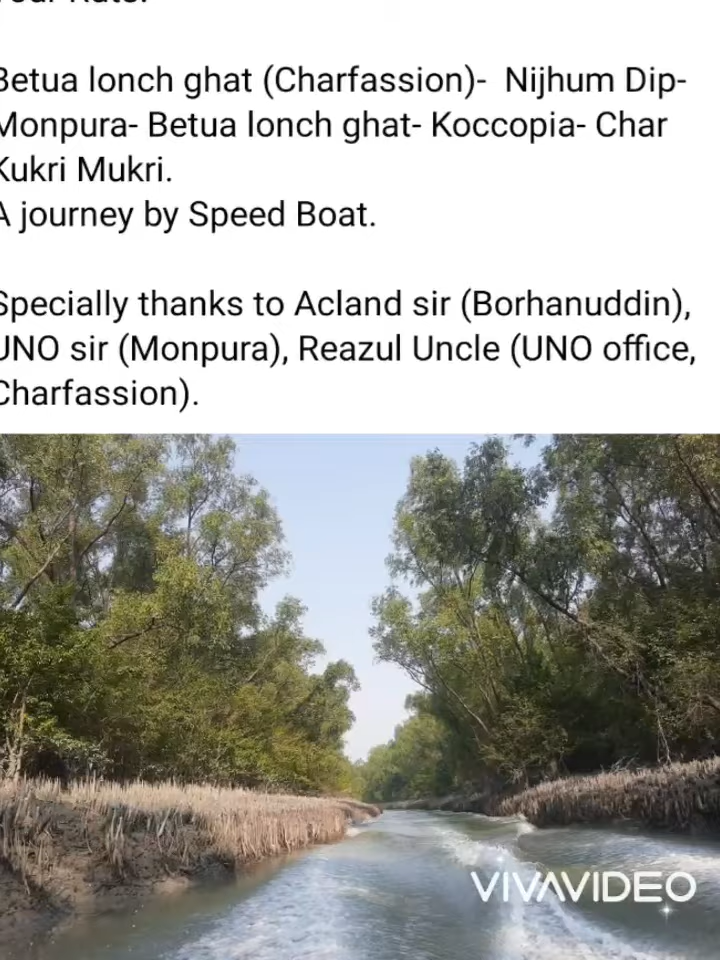 Betua lonch ghat (Charfassion)- Nijhum Dip-
Monpura- Betua lonch ghat- Koccopia- Char
Kukri Mukri.
A journey by Speed Boat.
Specially thanks to Acland sir (Borhanuddin),
UNO sir (Monpura), Reazul Uncle (UNO office,
Charfassion).
VIVAVIDEO